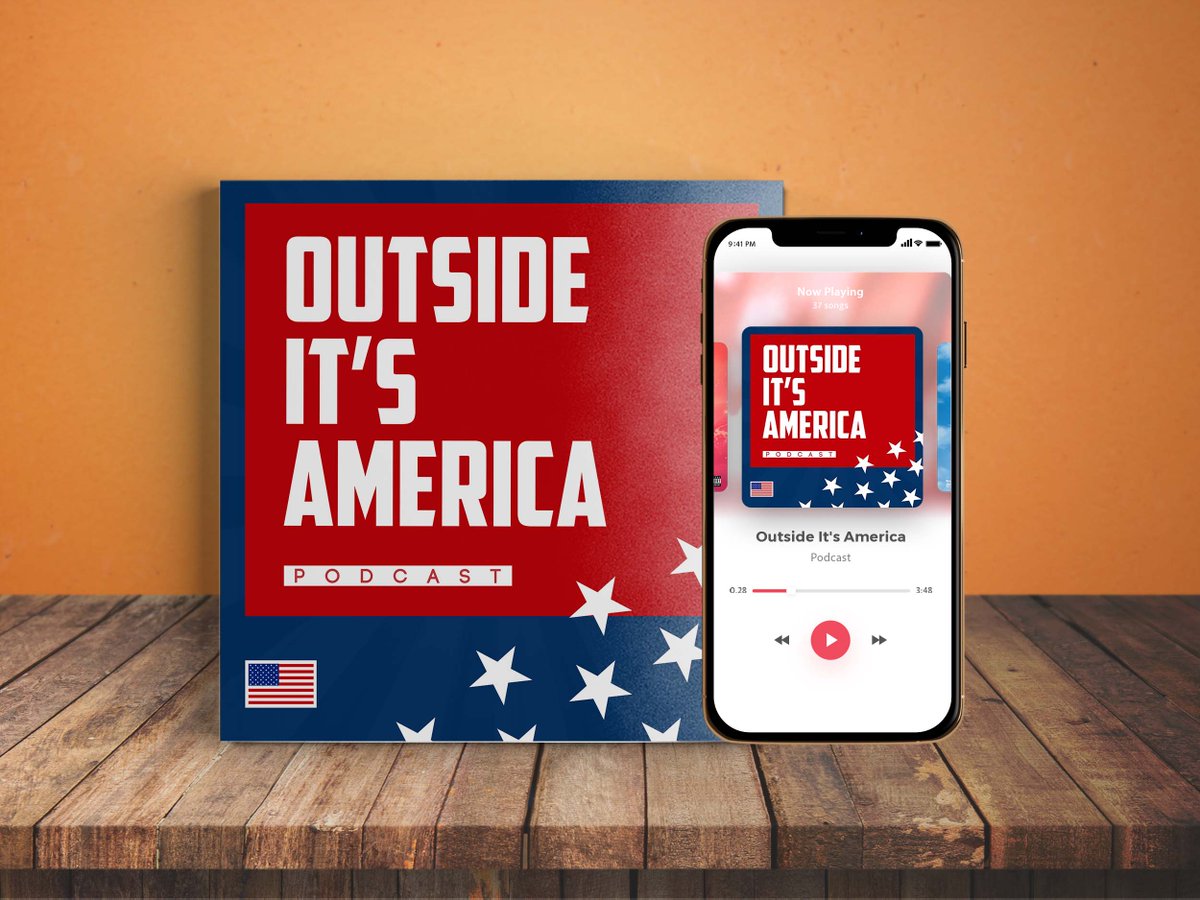 OUTSIDE
IT'S
AMERICA
PODCAST
9:41 PM
Now Playing
37 songs
OUTSIDE
IT'S
AMERICA
PODCAST
Outside It's America
Podcast
0.28
3:48